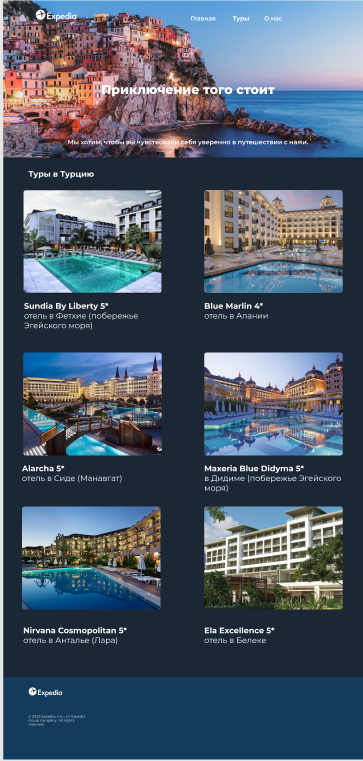 Expedia
Главная Туры О нас
Приключение того стоит
Мы хотим, чтобы вы чувствовали себя уверенно в путешествии с нами.
Туры в Турцию
Sundia By Liberty 5*
отель в Фетхие (побережье
Эгейского моря)
Blue Marlin 4*
отель в Алании
Alarcha 5*
отель в Сиде (Манавгат)
Maxeria Blue Didyma 5*
в Дидиме (побережье Эгейского
моря)
Nirvana Cosmopolitan 5*
отель в Анталье (Лара)
Ela Excellence 5*
отель в Белеке
Expedia
© 2022 Expedia, Inc., an Expedia
Group company. All rights
reserved.